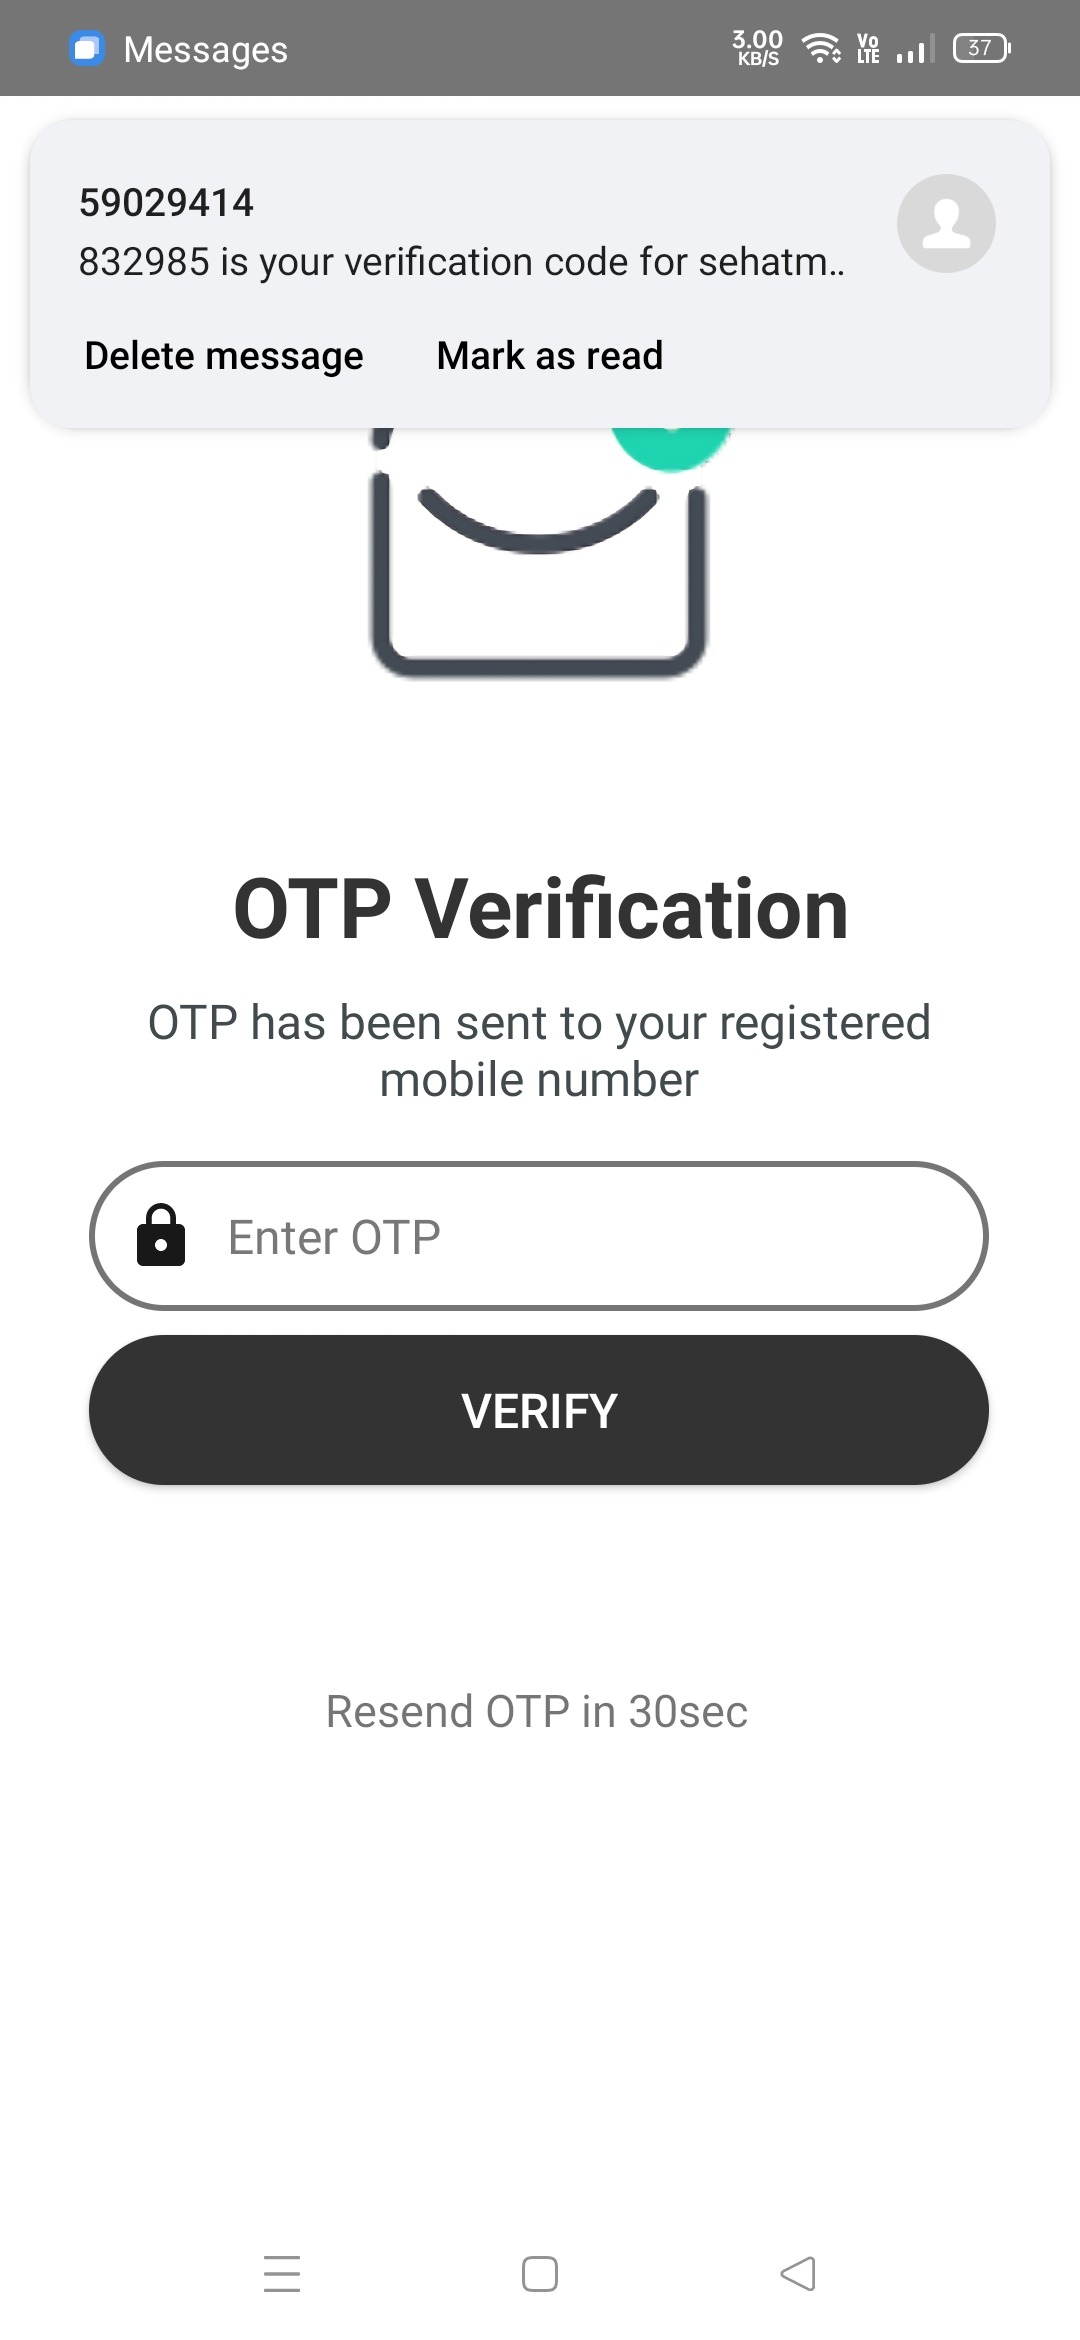 Messages
3.00
KB/S
Vo
LTE
37
59029414
832985 is your verification code for sehatm..
Delete message
Mark as read
OTP Verification
OTP has been sent to your registered
mobile number
Enter OTP
VERIFY
Resend OTP in 30sec